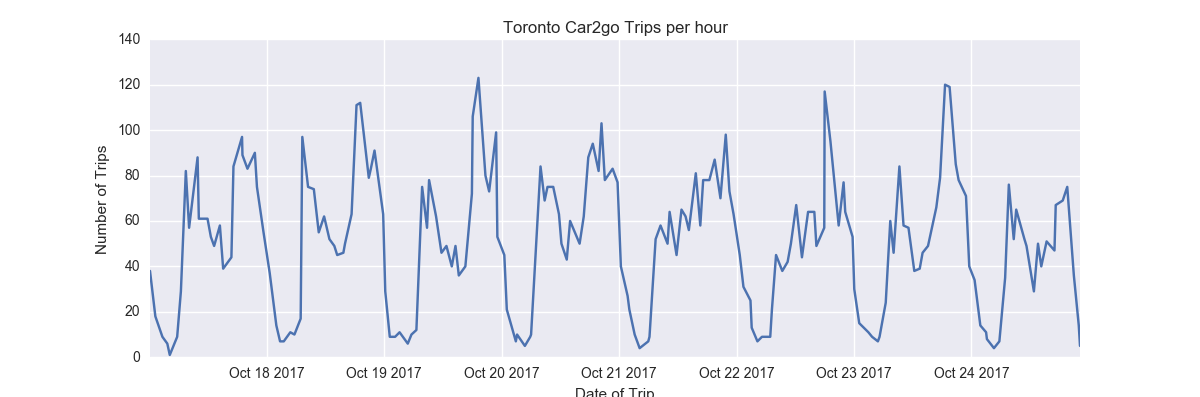 Toronto Car2go Trips per hour
140
120
100
80
60
40
20
0
Number of Trips
Oct 18 2017 Oct 19 2017 Oct 20 2017 Oct 21 2017 Oct 22 2017 Oct 23 2017 Oct 24 2017
Date of Trip